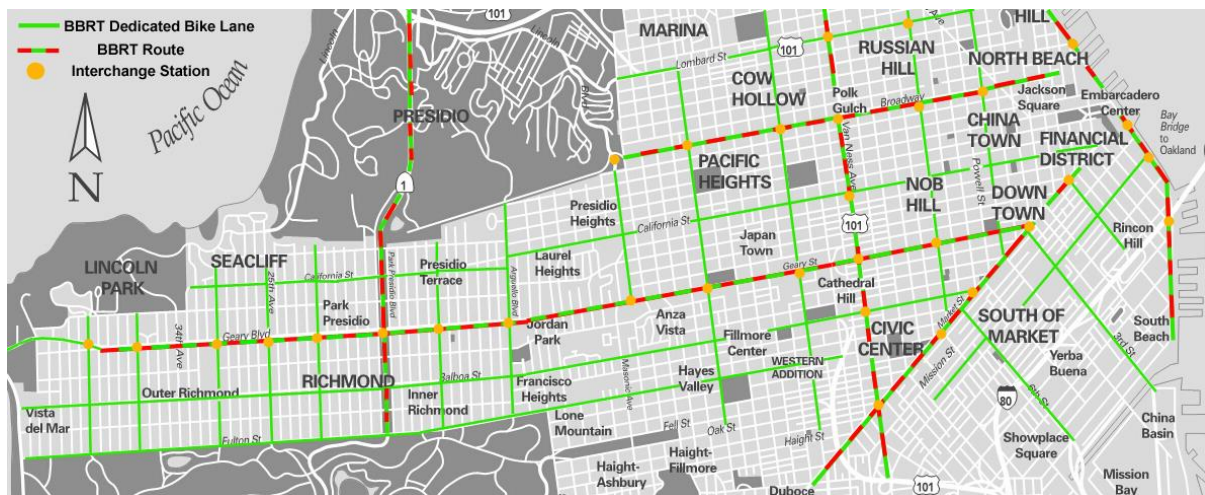 BBRT Dedicated Bike Lane
BBRT Route
Interchange Station
Pacific Ocean
N
101
Lincoln
Lincoln
Blvd
PRESIDIO
1
MARINA
101
Lombard St
COW
HOLLOW
RUSSIAN
HILL
HILL
NORTH BEACH
Polk
Gulch
Broadway
Jackson
Square
Embarcadero
Center
Bay
Bridge
to
Oakland
CHINA
TOWN
FINANCIAL
DISTRICT
PACIFIC
HEIGHTS
Van Ness Ave
NOB
HILL
Powell St
DOWN
TOWN
Rincon
Hill
Presidio
Heights
California St
101
Japan
Town
Laurel
Heights
Geary St
Cathedral
Hill
LINCOLN
PARK
SEACLIFF
California St
25th Ave
Park
Presidio
Park Presidio Blvd
Presidio
Terrace
Arguello Blvd
34th Ave
Geary Blvd
Jordan
Park
Anza
Vista
Fillmore
Center
CIVIC
CENTER
Market St
SOUTH OF
MARKET
South
Beach
3rd St
Yerba
Buena
Mission St
WESTERN
ADDITION
Hayes
Valley
Masonic Ave
Outer Richmond
RICHMOND
Balboa St
Inner
Richmond
Francisco
Heights
Lone
Mountain
Vista
del Mar
Fulton St
Fell St
Oak St
Haight St
Haight-
Ashbury
Haight-
Fillmore
80
6th St
Showplace
Square
China
Basin
Mission
Bay
101
Duboce